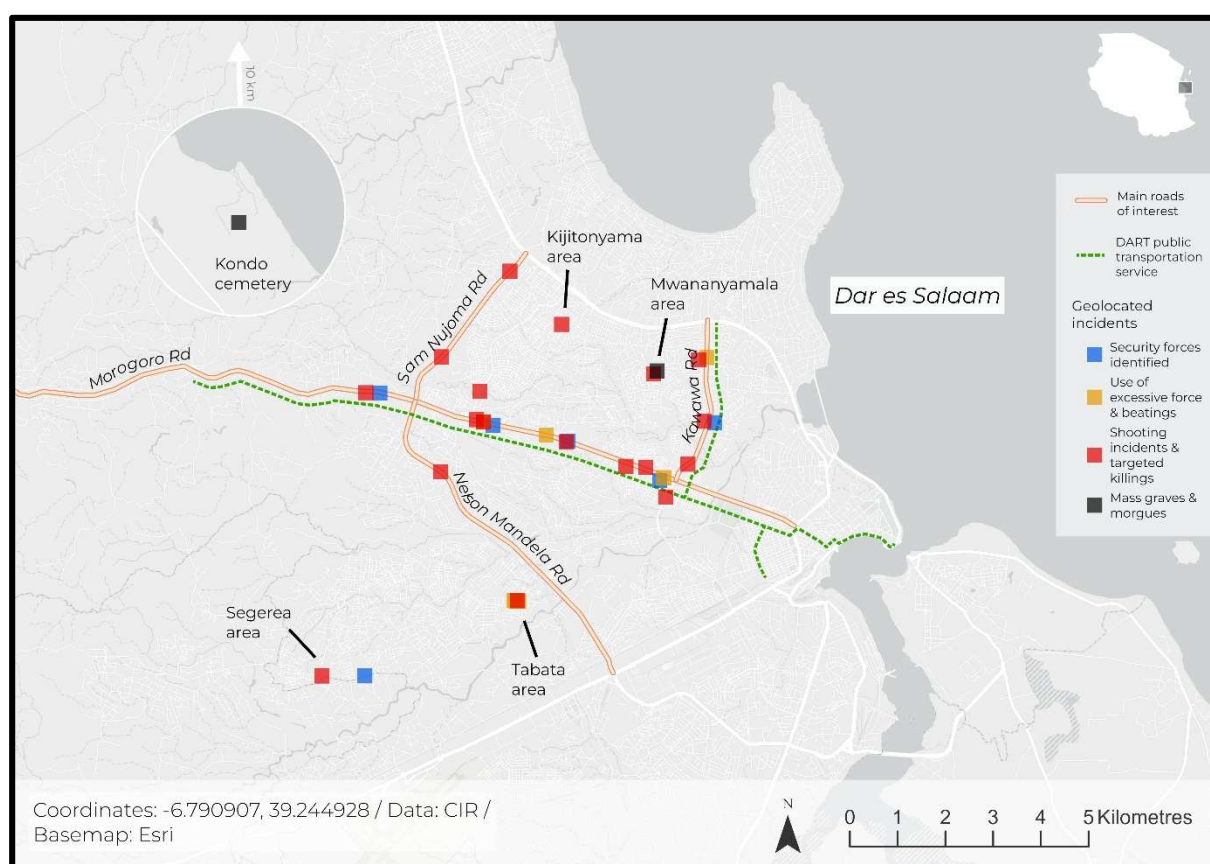 10 km
Kondo
cemetery
Kijitonyama
area
Mwananyamala
area
Dar es Salaam
Sam Nujoma Rd
Morogoro Rd
Kawawa Rd
Nelson Mandela Rd
Segerea
area
Tabata
area
Main roads
of interest
DART public
transportation
service
Geolocated
incidents
Security forces
identified
Use of
excessive force
& beatings
Shooting
incidents &
targeted
killings
Mass graves &
morgues
Coordinates: -6.790907, 39.244928 / Data: CIR /
Basemap: Esri
N
0 1 2 3 4 5 Kilometres